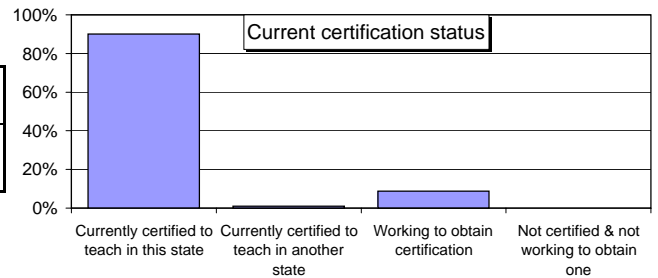 Current certification status
100%
80%
60%
40%
20%
0%
Currently certified to
teach in this state
Currently certified to
teach in another
state
Working to obtain
certification
Not certified & not
working to obtain
one